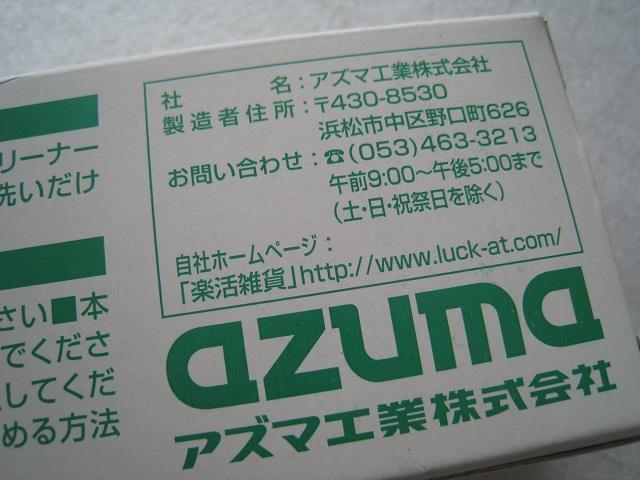 社名:アズマ工業株式会社
製造者住所:〒430-8530
浜松市中区野口町626
お問い合わせ:☎(053)463-3213
午前9:00〜午後5:00まで
(土・日・祝祭日を除く)
自社ホームページ:
「楽活雑貨」http://www.luck-at.com/
azuma
アズマ工業株式会社
リーナー
洗いだけ
さい■本
でくださ
してくだ
める方法